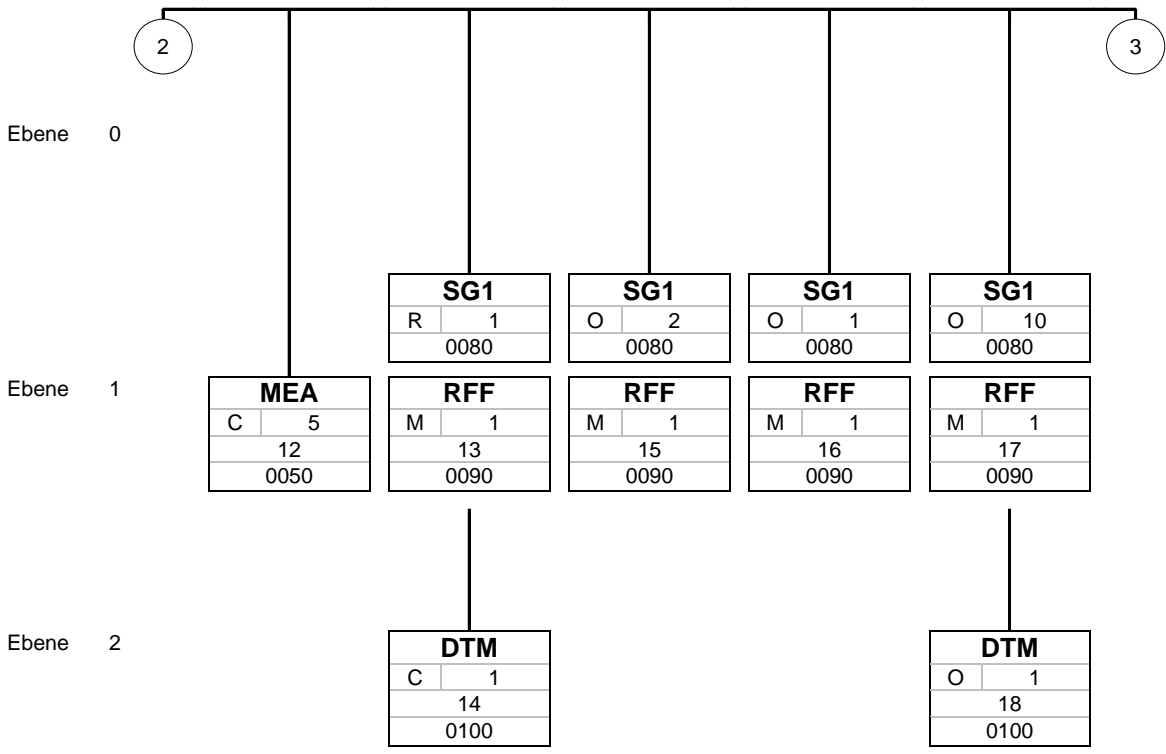 2 3
Ebene 0
SG1 SG1 SG1 SG1
R 1 O 2 O 1 O 10
0080 0080 0080 0080
Ebene 1
MEA RFF RFF RFF RFF
C 5 M 1 M 1 M 1 M 1
12 13 15 16 17
0050 0090 0090 0090 0090
Ebene 2
DTM DTM
C 1 O 1
14 18
0100 0100